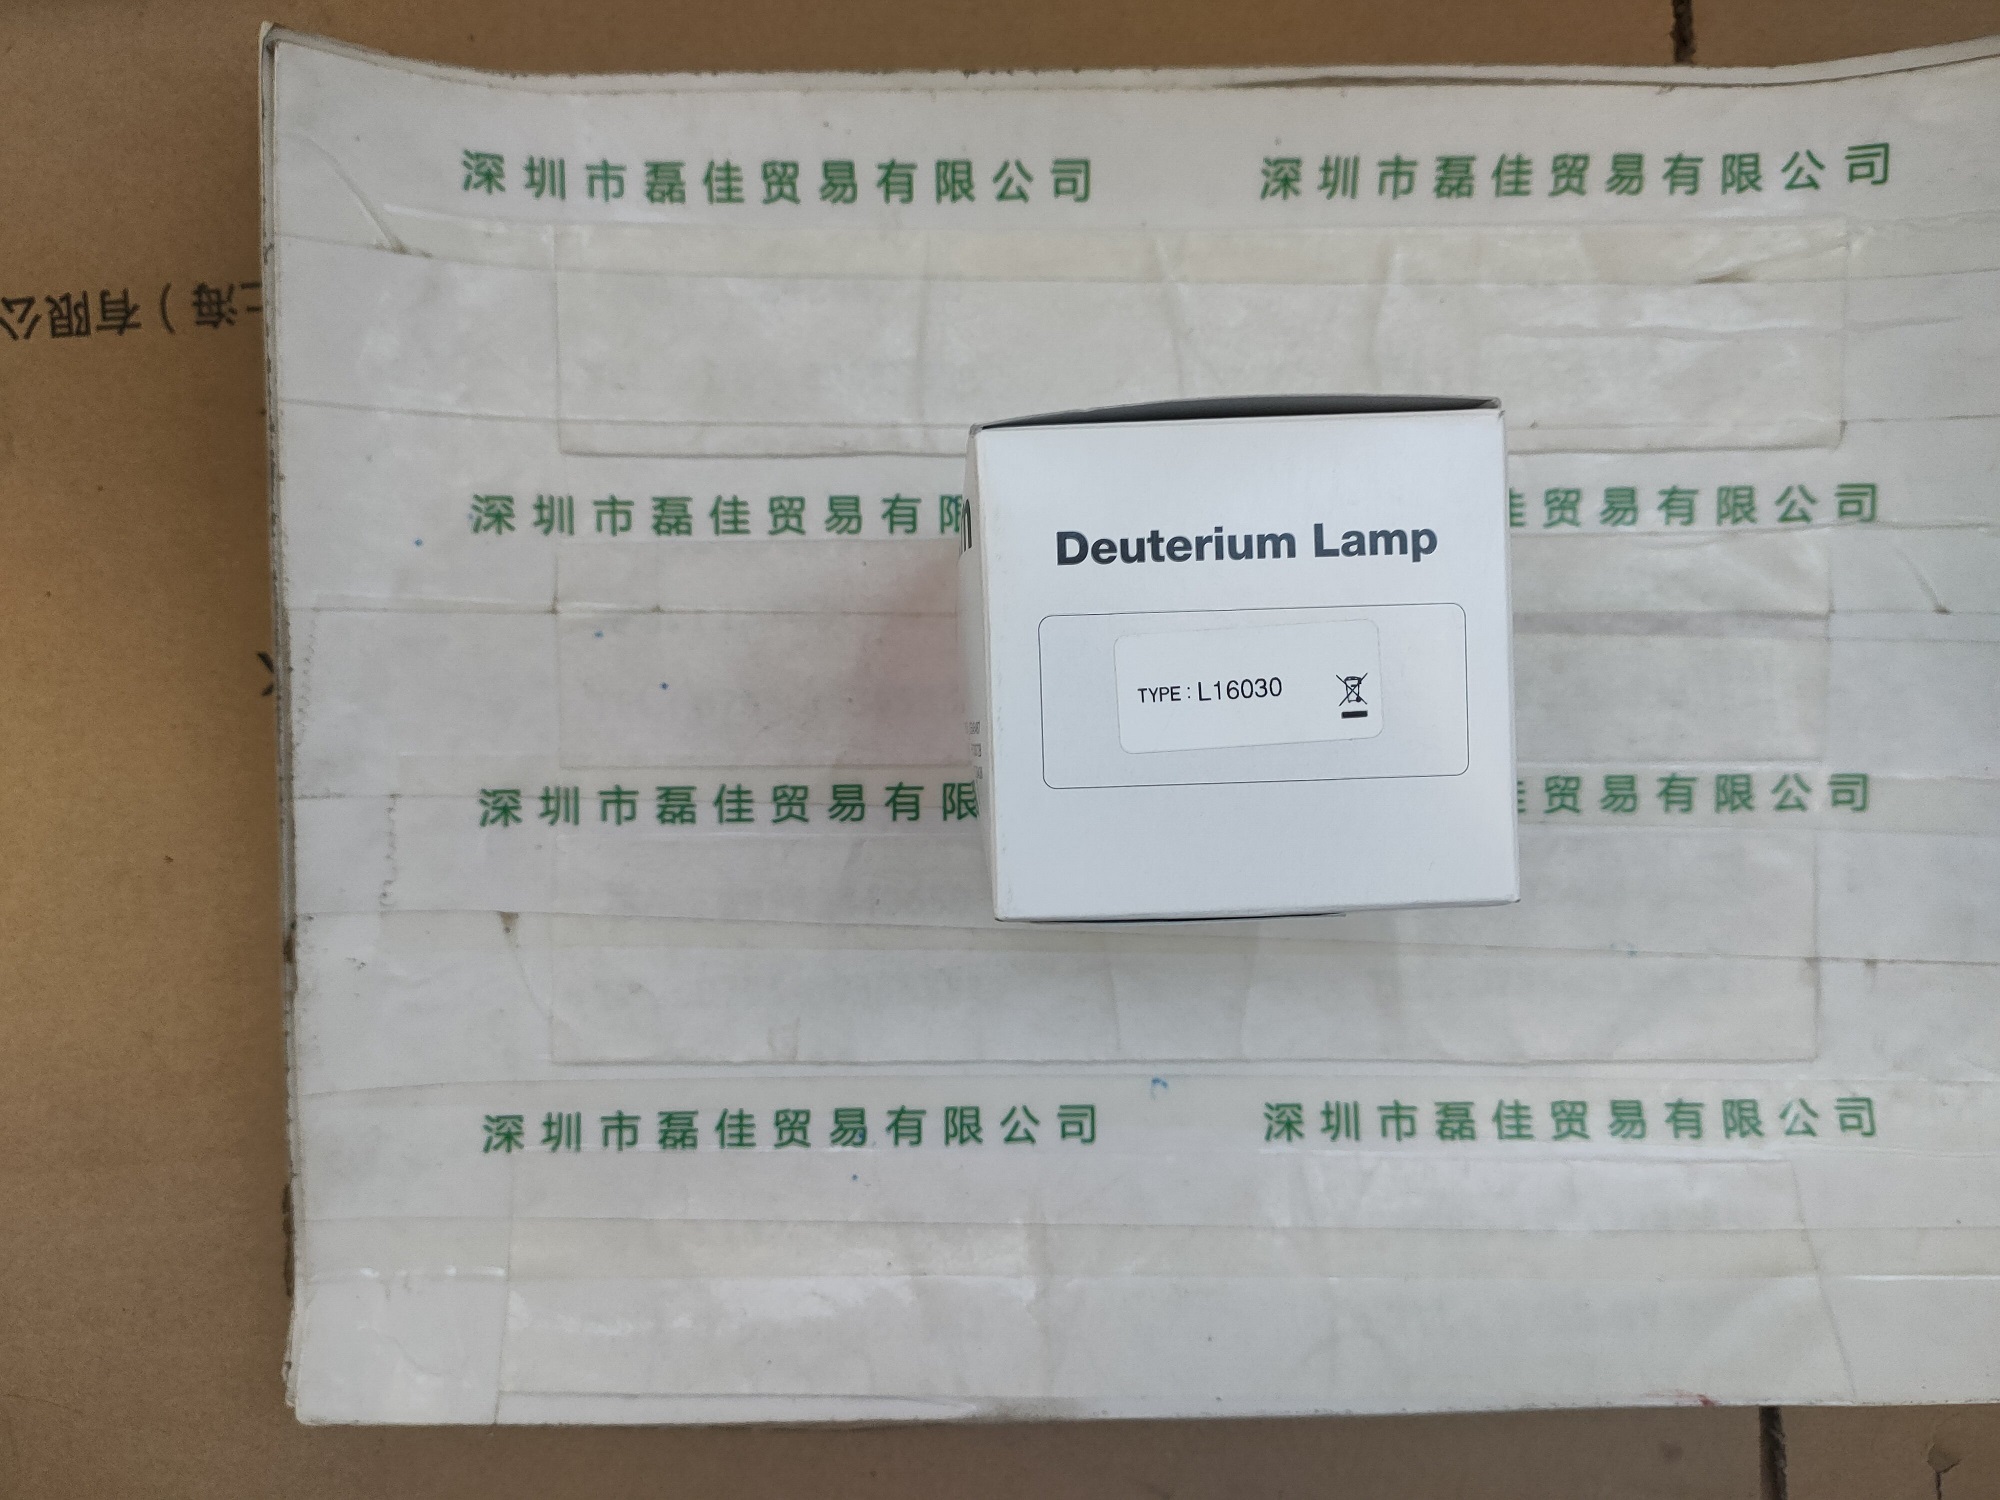 深圳市磊佳贸易有限公司 深圳市磊佳贸易有限公司
海）有限公
深圳市磊佳贸易有限 佳贸易有限公司
Deuterium Lamp
TYPE : L16030
深圳市磊佳贸易有限 贸易有限公司
深圳市磊佳贸易有限公司 深圳市磊佳贸易有限公司